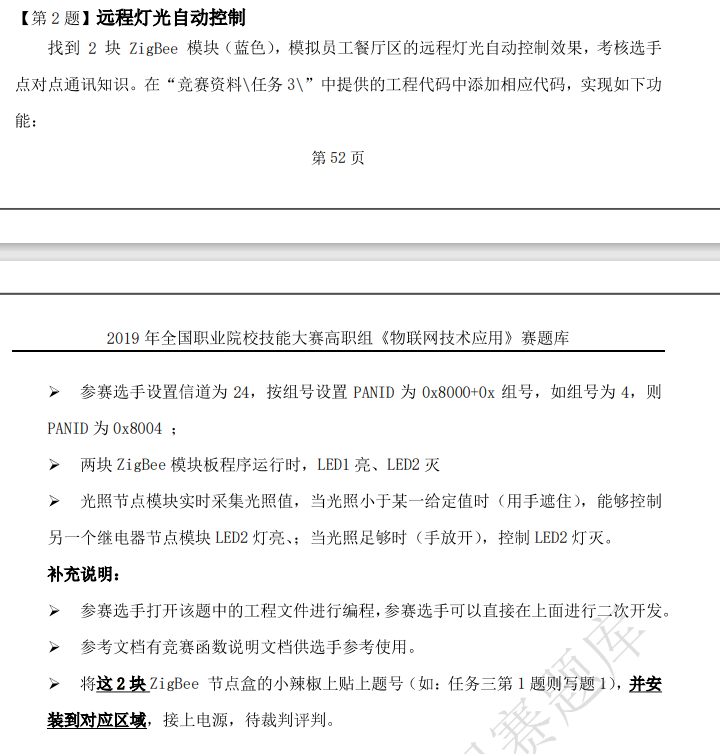 【第 2 题】远程灯光自动控制
找到 2 块 ZigBee 模块（蓝色），模拟员工餐厅区的远程灯光自动控制效果，考核选手
点对点通讯知识。在“竞赛资料\任务 3\”中提供的工程代码中添加相应代码，实现如下功
能：
第 52 页
2019 年全国职业院校技能大赛高职组《物联网技术应用》赛题库
➢ 参赛选手设置信道为 24，按组号设置 PANID 为 0x8000+0x 组号，如组号为 4，则
PANID 为 0x8004 ；
➢ 两块 ZigBee 模块板程序运行时，LED1 亮、LED2 灭
➢ 光照节点模块实时采集光照值，当光照小于某一给定值时（用手遮住），能够控制
另一个继电器节点模块 LED2 灯亮、；当光照足够时（手放开），控制 LED2 灯灭。
补充说明：
➢ 参赛选手打开该题中的工程文件进行编程，参赛选手可以直接在上面进行二次开发。
➢ 参考文档有竞赛函数说明文档供选手参考使用。
➢ 将这 2 块 ZigBee 节点盒的小辣椒上贴上题号（如：任务三第 1 题则写题 1），并安
装到对应区域，接上电源，待裁判评判。
赛题库